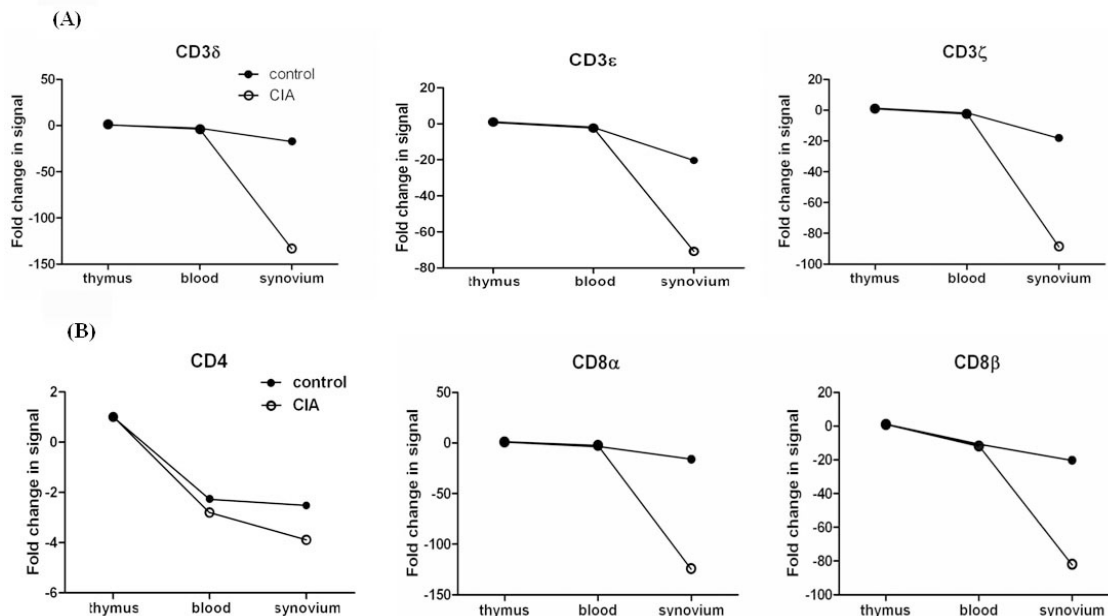 (A)
CD3δ
control
CIA
Fold change in signal
50
0
-50
-100
-150
thymus blood synovium
CD3ε
Fold change in signal
20
0
-20
-40
-60
-80
thymus blood synovium
CD3ζ
Fold change in signal
20
0
-20
-40
-60
-80
-100
thymus blood synovium
(B)
CD4
control
CIA
Fold change in signal
2
0
-2
-4
-6
thymus blood synovium
CD8α
Fold change in signal
50
0
-50
-100
-150
thymus blood synovium
CD8β
Fold change in signal
20
0
-20
-40
-60
-80
-100
thymus blood synovium